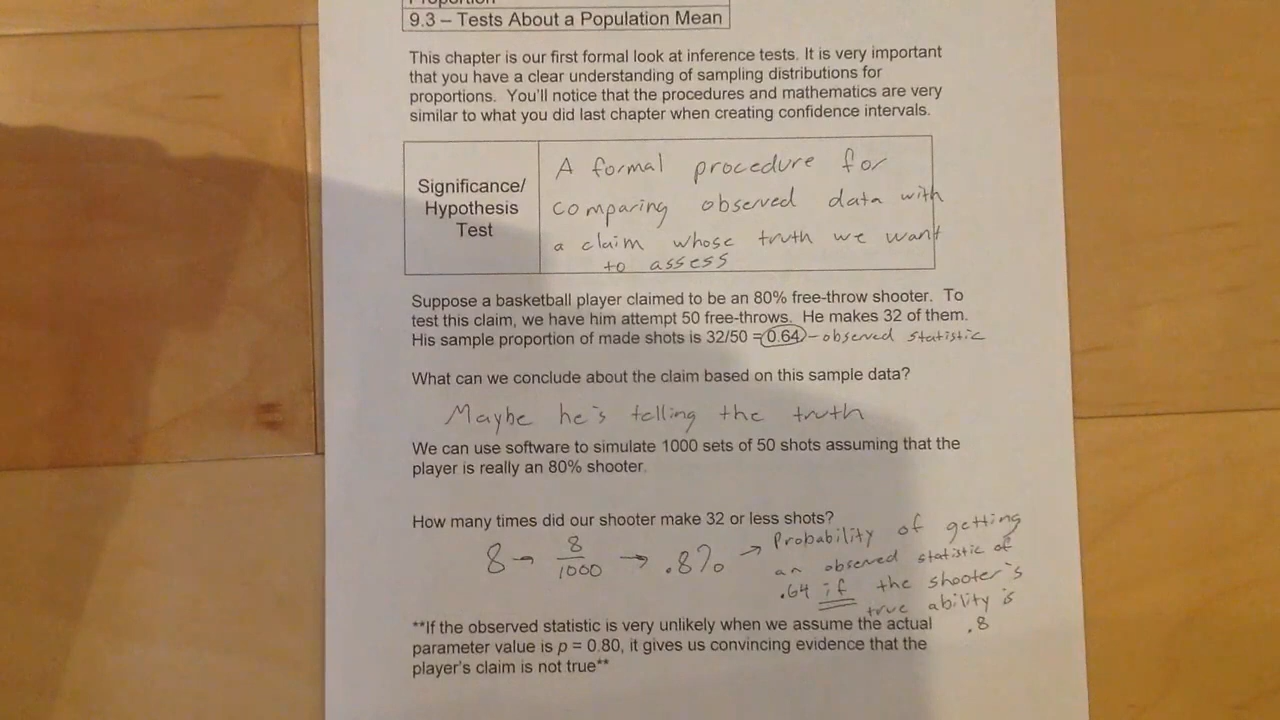 Proportion
9.3 – Tests About a Population Mean
This chapter is our first formal look at inference tests. It is very important
that you have a clear understanding of sampling distributions for
proportions. You'll notice that the procedures and mathematics are very
similar to what you did last chapter when creating confidence intervals.
Significance/
Hypothesis
Test
A formal procedure for
comparing observed data with
a claim whose truth we want
to assess
Suppose a basketball player claimed to be an 80% free-throw shooter. To
test this claim, we have him attempt 50 free-throws. He makes 32 of them.
His sample proportion of made shots is 32/50 = 0.64 – observed statistic
What can we conclude about the claim based on this sample data?
Maybe he's telling the truth
We can use software to simulate 1000 sets of 50 shots assuming that the
player is really an 80% shooter.
How many times did our shooter make 32 or less shots?
8 → 8/1000 → .8% → Probability of getting
an observed statistic of
.64 if the shooter's
true ability is
.8
**If the observed statistic is very unlikely when we assume the actual
parameter value is p = 0.80, it gives us convincing evidence that the
player's claim is not true**